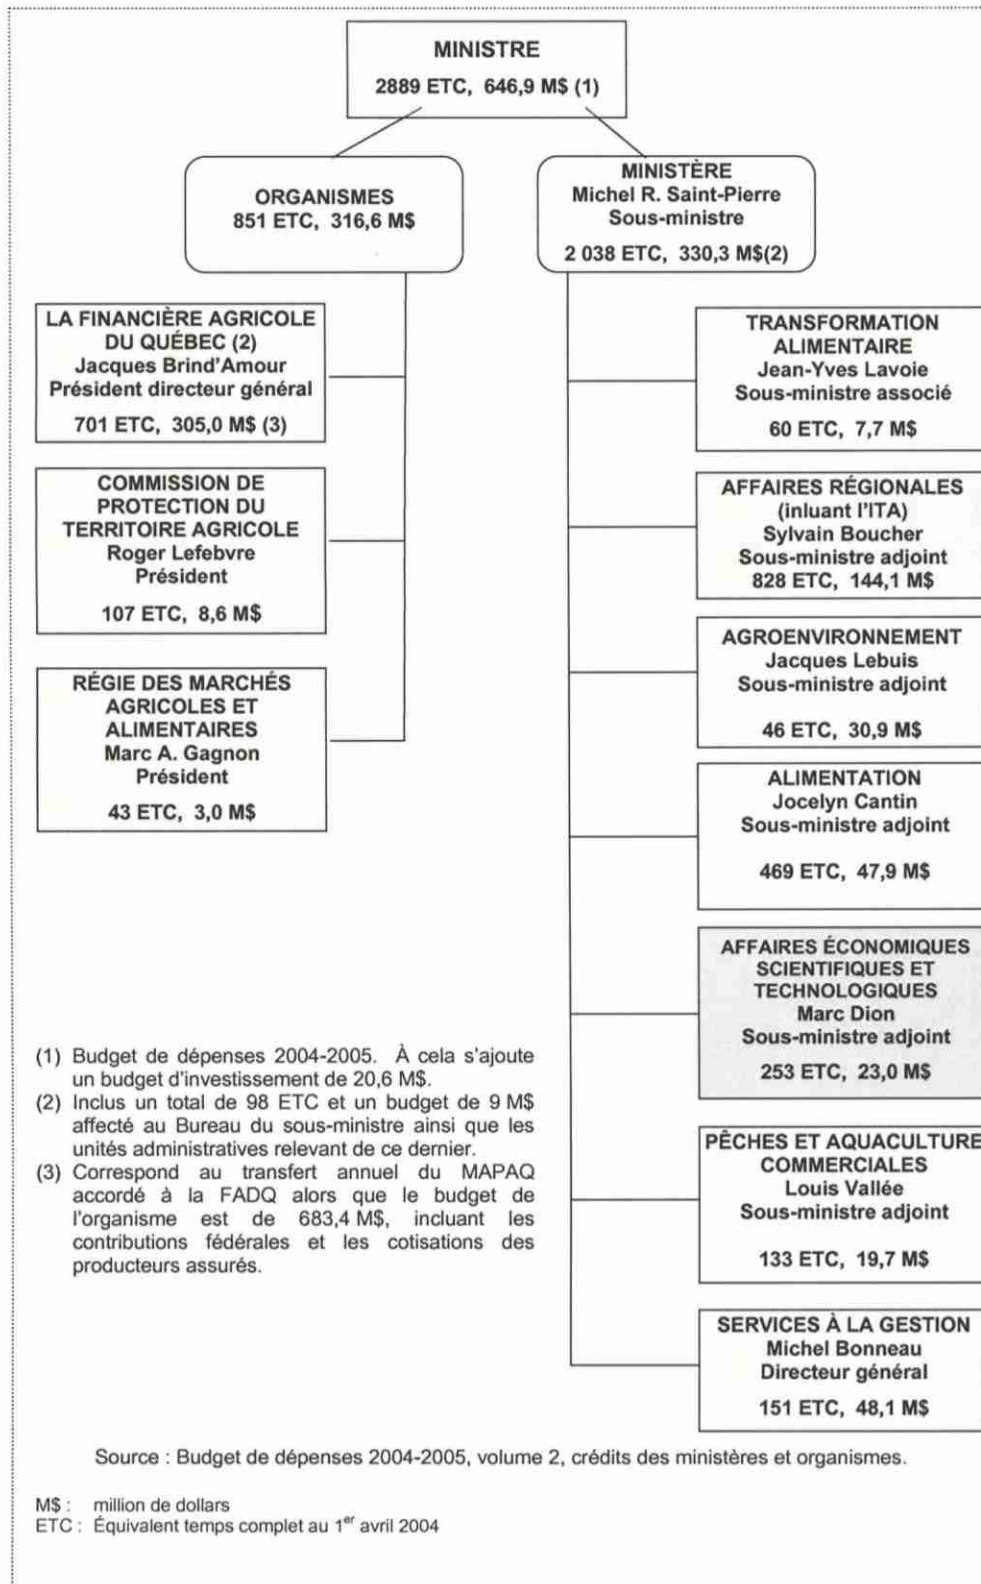 MINISTRE
2889 ETC, 646,9 M$ (1)
ORGANISMES
851 ETC, 316,6 M$
MINISTÈRE
Michel R. Saint-Pierre
Sous-ministre
2 038 ETC, 330,3 M$(2)
LA FINANCIÈRE AGRICOLE
DU QUÉBEC (2)
Jacques Brind'Amour
Président directeur général
701 ETC, 305,0 M$ (3)
COMMISSION DE
PROTECTION DU
TERRITOIRE AGRICOLE
Roger Lefebvre
Président
107 ETC, 8,6 M$
RÉGIE DES MARCHÉS
AGRICOLES ET
ALIMENTAIRES
Marc A. Gagnon
Président
43 ETC, 3,0 M$
TRANSFORMATION
ALIMENTAIRE
Jean-Yves Lavoie
Sous-ministre associé
60 ETC, 7,7 M$
AFFAIRES RÉGIONALES
(inluant l'ITA)
Sylvain Boucher
Sous-ministre adjoint
828 ETC, 144,1 M$
AGROENVIRONNEMENT
Jacques Lebuis
Sous-ministre adjoint
46 ETC, 30,9 M$
ALIMENTATION
Jocelyn Cantin
Sous-ministre adjoint
469 ETC, 47,9 M$
AFFAIRES ÉCONOMIQUES
SCIENTIFIQUES ET
TECHNOLOGIQUES
Marc Dion
Sous-ministre adjoint
253 ETC, 23,0 M$
PÊCHES ET AQUACULTURE
COMMERCIALES
Louis Vallée
Sous-ministre adjoint
133 ETC, 19,7 M$
SERVICES À LA GESTION
Michel Bonneau
Directeur général
151 ETC, 48,1 M$
(1) Budget de dépenses 2004-2005. À cela s'ajoute
un budget d'investissement de 20,6 M$.
(2) Inclus un total de 98 ETC et un budget de 9 M$
affecté au Bureau du sous-ministre ainsi que les
unités administratives relevant de ce dernier.
(3) Correspond au transfert annuel du MAPAQ
accordé à la FADQ alors que le budget de
l'organisme est de 683,4 M$, incluant les
contributions fédérales et les cotisations des
producteurs assurés.
Source : Budget de dépenses 2004-2005, volume 2, crédits des ministères et organismes.
M$ : million de dollars
ETC : Équivalent temps complet au 1er avril 2004